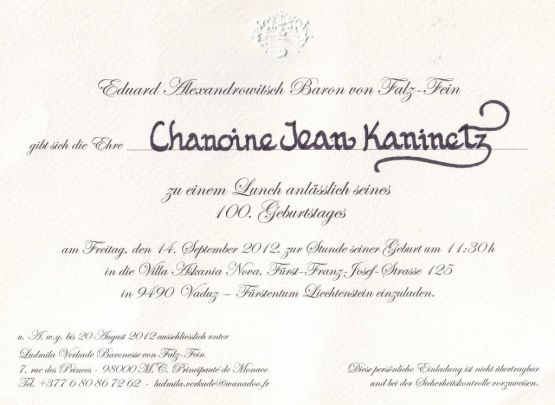 Eduard Alexandrowitsch Baron von Falz-Fein
gibt sich die Ehre Chanoine Jean Kaninetz
zu einem Lunch anlässlich seines
100. Geburtstages
am Freitag, den 14. September 2012, zur Stunde seiner Geburt um 11:30h
in die Villa Askania Nova, Fürst-Franz-Josef-Strasse 125
in 9490 Vaduz – Fürstentum Liechtenstein einzuladen.
u. A. w. g. bis 20 August 2012 ausschliesslich unter
Ludmila Verkade Baronesse von Falz-Fein
7, rue des Princes - 98000 M.C. Principauté de Monaco
Tel. +377 6 80 86 72 62 - ludmila.verkade@wanadoo.fr
Diese persönliche Einladung ist nicht übertragbar
und bei der Sicherheitskontrolle vorzuweisen.